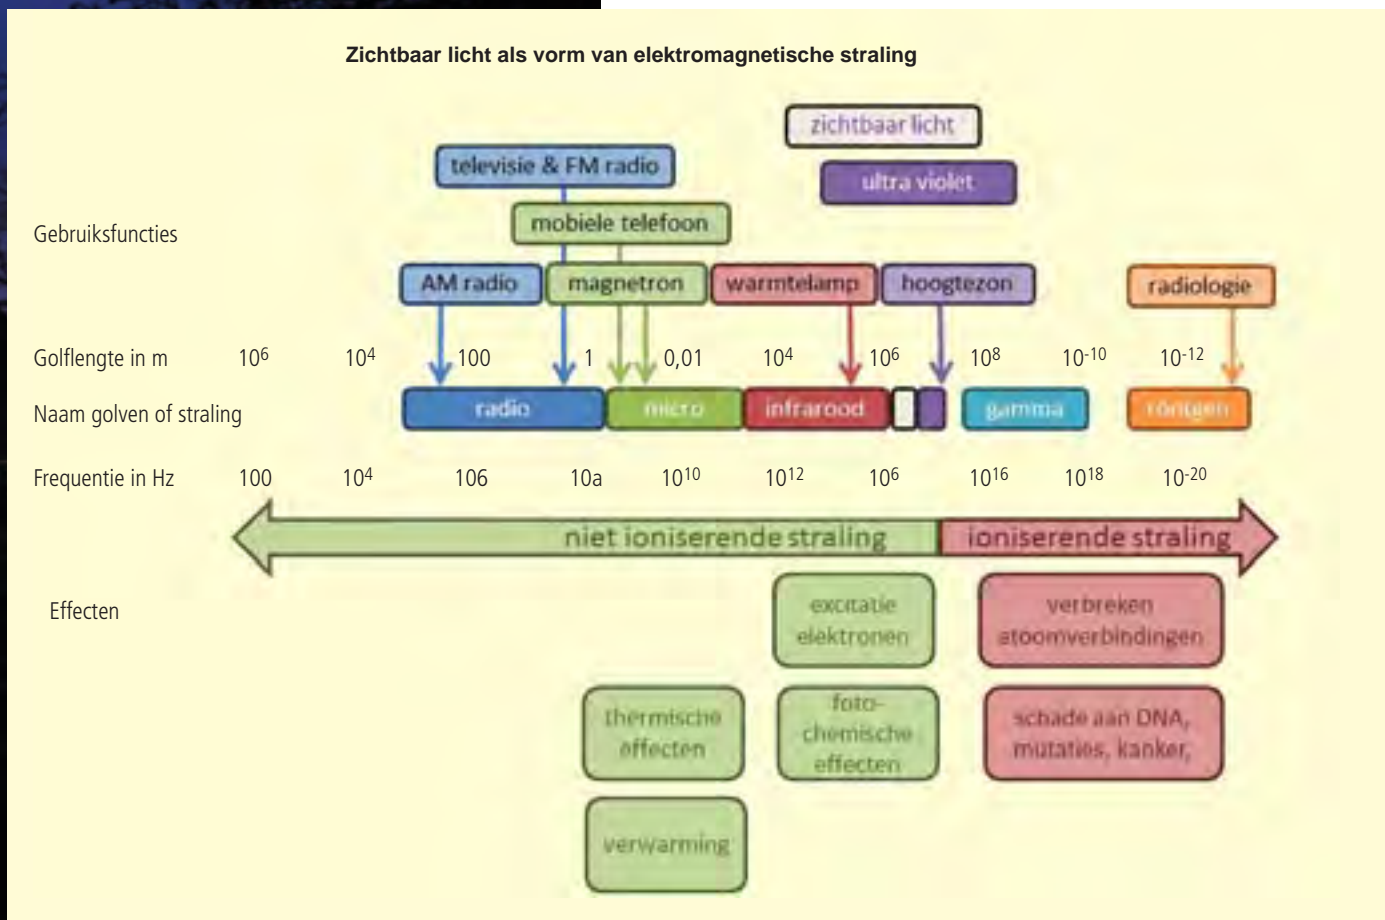 Zichtbaar licht als vorm van elektromagnetische straling
zichtbaar licht
televisie & FM radio
ultra violet
mobiele telefoon
Gebruiksfuncties
AM radio
magnetron
warmtelamp
hoogtezon
radiologie
Golflengte in m 10⁶ 10⁴ 100 1 0,01 10⁴ 10⁶ 10⁸ 10⁻¹⁰ 10⁻¹²
Naam golven of straling radio micro infrarood gamma röntgen
Frequentie in Hz 100 10⁴ 106 10a 10¹⁰ 10¹² 10⁶ 10¹⁶ 10¹⁸ 10⁻²⁰
niet ioniserende straling ioniserende straling
Effecten
excitatie
elektronen
verbreken
atoomverbindingen
thermische
effecten
foto-
chemische
effecten
schade aan DNA,
mutaties, kanker,
verwarming